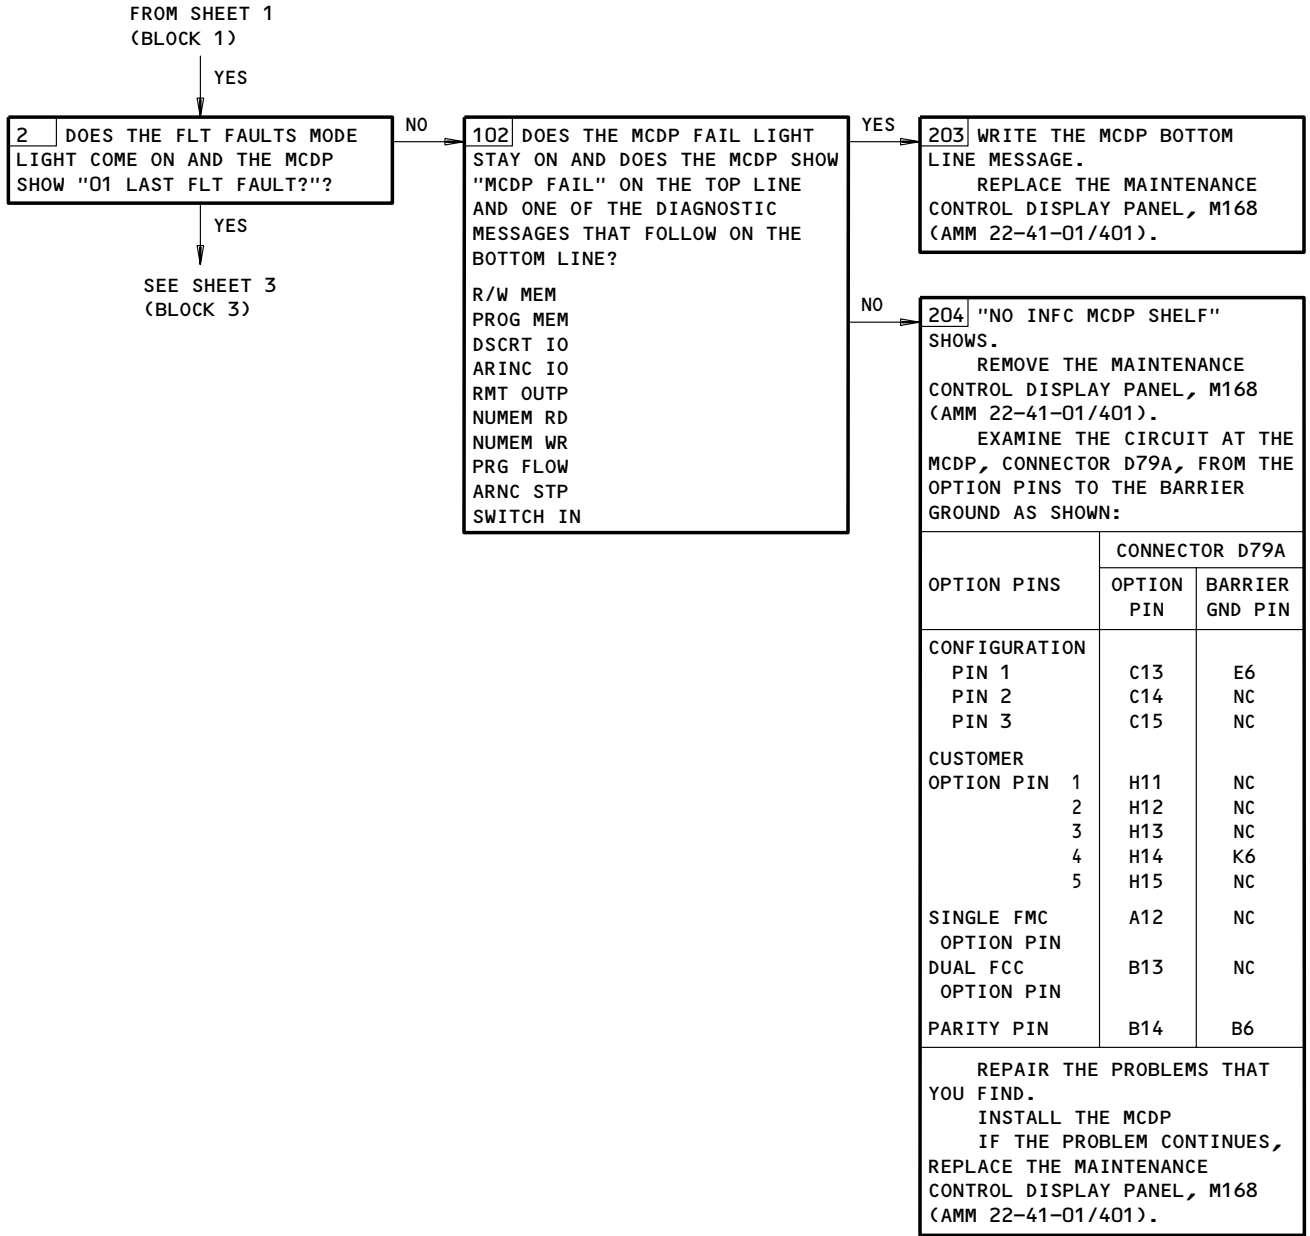 FROM SHEET 1
(BLOCK 1)
YES
2 DOES THE FLT FAULTS MODE
LIGHT COME ON AND THE MCDP
SHOW "01 LAST FLT FAULT?"?
NO
YES
SEE SHEET 3
(BLOCK 3)
102 DOES THE MCDP FAIL LIGHT
STAY ON AND DOES THE MCDP SHOW
"MCDP FAIL" ON THE TOP LINE
AND ONE OF THE DIAGNOSTIC
MESSAGES THAT FOLLOW ON THE
BOTTOM LINE?
R/W MEM
PROG MEM
DSCRT IO
ARINC IO
RMT OUTP
NUMEM RD
NUMEM WR
PRG FLOW
ARNC STP
SWITCH IN
YES
203 WRITE THE MCDP BOTTOM
LINE MESSAGE.
REPLACE THE MAINTENANCE
CONTROL DISPLAY PANEL, M168
(AMM 22-41-01/401).
NO
204 "NO INFC MCDP SHELF"
SHOWS.
REMOVE THE MAINTENANCE
CONTROL DISPLAY PANEL, M168
(AMM 22-41-01/401).
EXAMINE THE CIRCUIT AT THE
MCDP, CONNECTOR D79A, FROM THE
OPTION PINS TO THE BARRIER
GROUND AS SHOWN:
CONNECTOR D79A
OPTION PINS OPTION BARRIER
PIN GND PIN
CONFIGURATION
PIN 1 C13 E6
PIN 2 C14 NC
PIN 3 C15 NC
CUSTOMER
OPTION PIN 1 H11 NC
2 H12 NC
3 H13 NC
4 H14 K6
5 H15 NC
SINGLE FMC A12 NC
OPTION PIN
DUAL FCC B13 NC
OPTION PIN
PARITY PIN B14 B6
REPAIR THE PROBLEMS THAT
YOU FIND.
INSTALL THE MCDP
IF THE PROBLEM CONTINUES,
REPLACE THE MAINTENANCE
CONTROL DISPLAY PANEL, M168
(AMM 22-41-01/401).